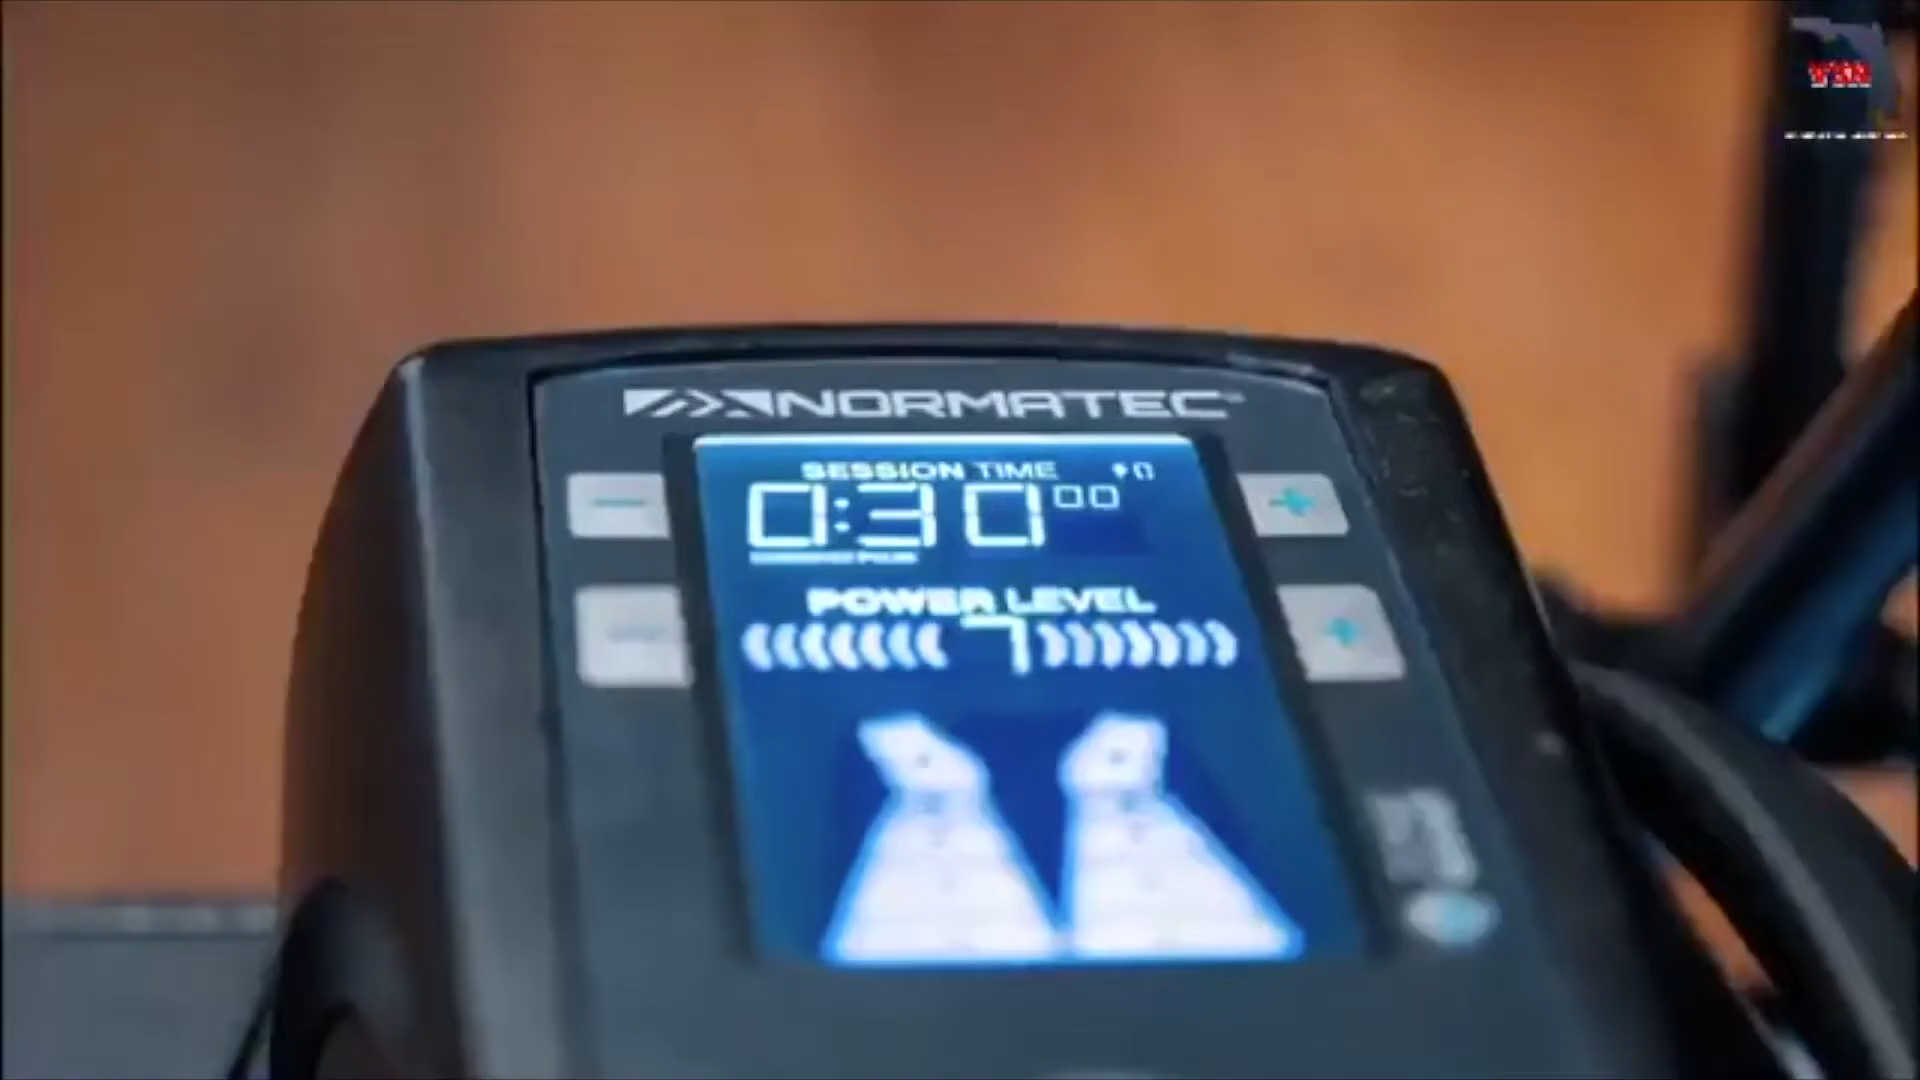 NORMATEC
SESSION TIME
0:30 00
POWER LEVEL
7